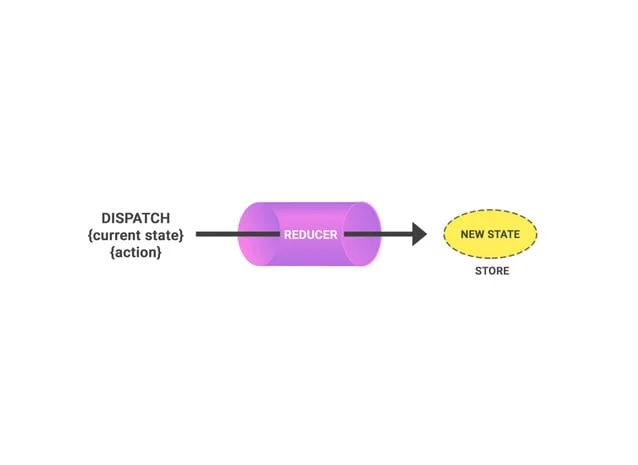 DISPATCH
{current state}
{action}
REDUCER
NEW STATE
STORE